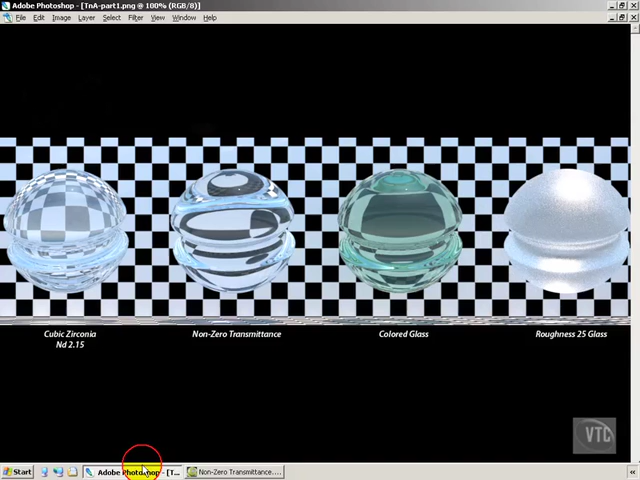 Adobe Photoshop - [TnA-part1.png @ 100% (RGB/8)]
File Edit Image Layer Select Filter View Window Help
Cubic Zirconia
Nd 2.15
Non-Zero Transmittance
Colored Glass
Roughness 25 Glass
VTC
Start
Adobe Photoshop - [T...
Non-Zero Transmittance....